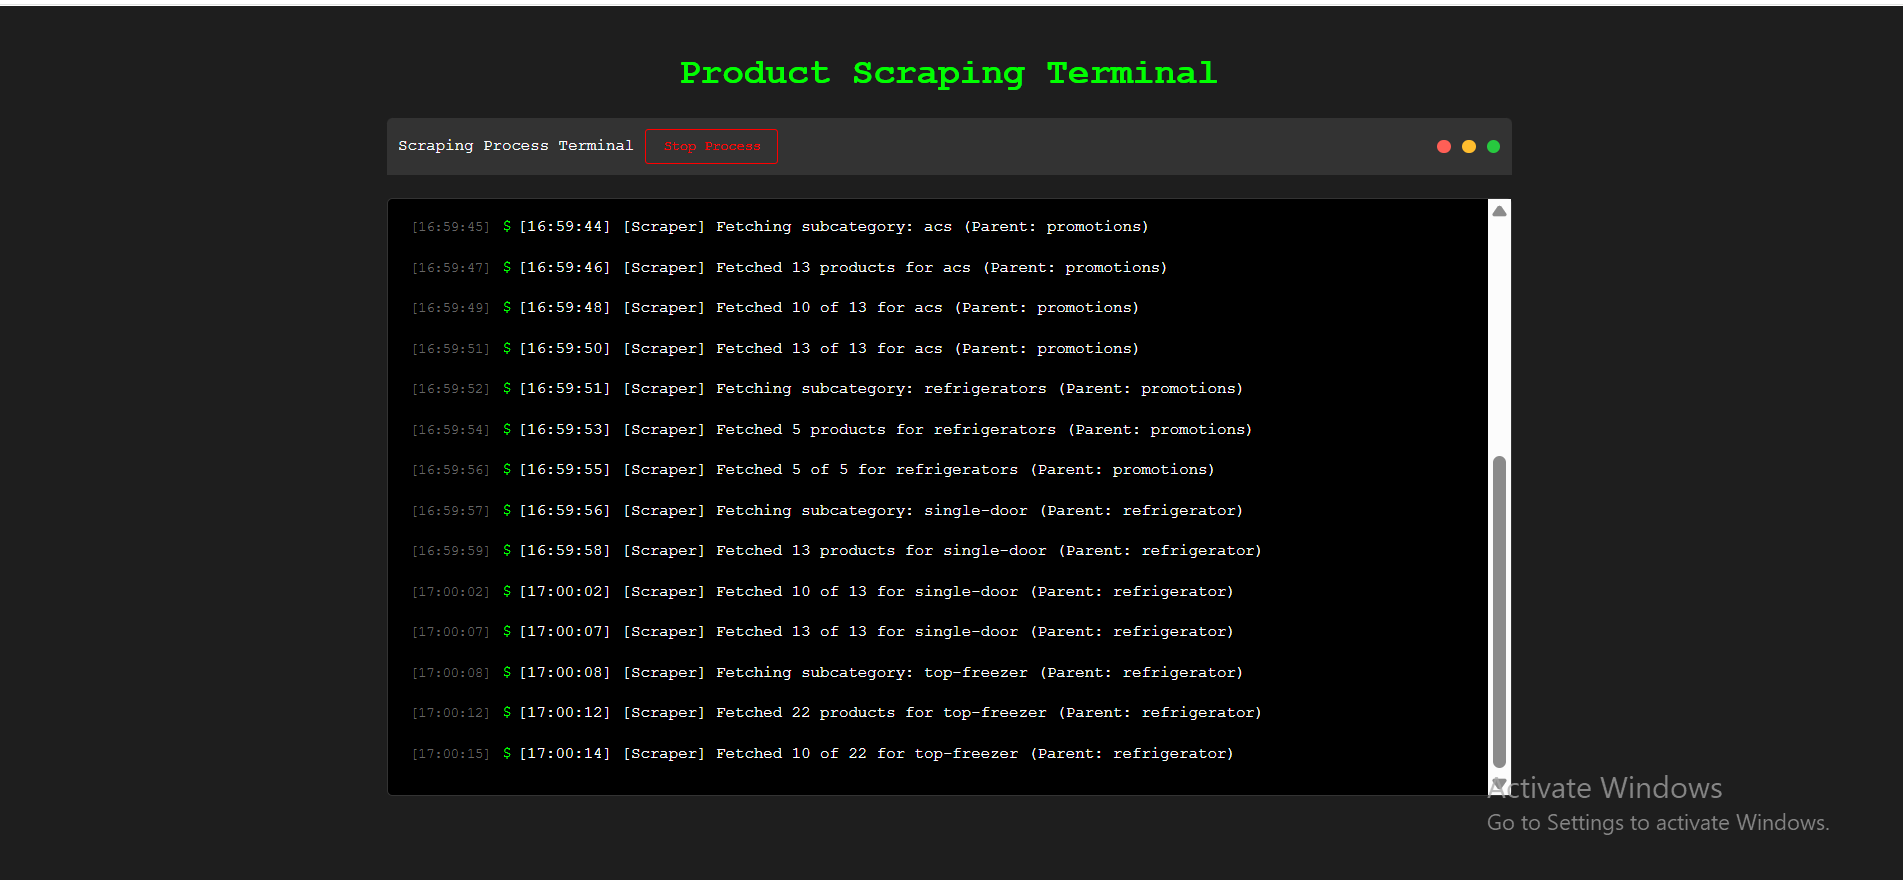 Product Scraping Terminal
Scraping Process Terminal Stop Process
[16:59:45] $ [16:59:44] [Scraper] Fetching subcategory: acs (Parent: promotions)
[16:59:47] $ [16:59:46] [Scraper] Fetched 13 products for acs (Parent: promotions)
[16:59:49] $ [16:59:48] [Scraper] Fetched 10 of 13 for acs (Parent: promotions)
[16:59:51] $ [16:59:50] [Scraper] Fetched 13 of 13 for acs (Parent: promotions)
[16:59:52] $ [16:59:51] [Scraper] Fetching subcategory: refrigerators (Parent: promotions)
[16:59:54] $ [16:59:53] [Scraper] Fetched 5 products for refrigerators (Parent: promotions)
[16:59:56] $ [16:59:55] [Scraper] Fetched 5 of 5 for refrigerators (Parent: promotions)
[16:59:57] $ [16:59:56] [Scraper] Fetching subcategory: single-door (Parent: refrigerator)
[16:59:59] $ [16:59:58] [Scraper] Fetched 13 products for single-door (Parent: refrigerator)
[17:00:02] $ [17:00:02] [Scraper] Fetched 10 of 13 for single-door (Parent: refrigerator)
[17:00:07] $ [17:00:07] [Scraper] Fetched 13 of 13 for single-door (Parent: refrigerator)
[17:00:08] $ [17:00:08] [Scraper] Fetching subcategory: top-freezer (Parent: refrigerator)
[17:00:12] $ [17:00:12] [Scraper] Fetched 22 products for top-freezer (Parent: refrigerator)
[17:00:15] $ [17:00:14] [Scraper] Fetched 10 of 22 for top-freezer (Parent: refrigerator)
Activate Windows
Go to Settings to activate Windows.